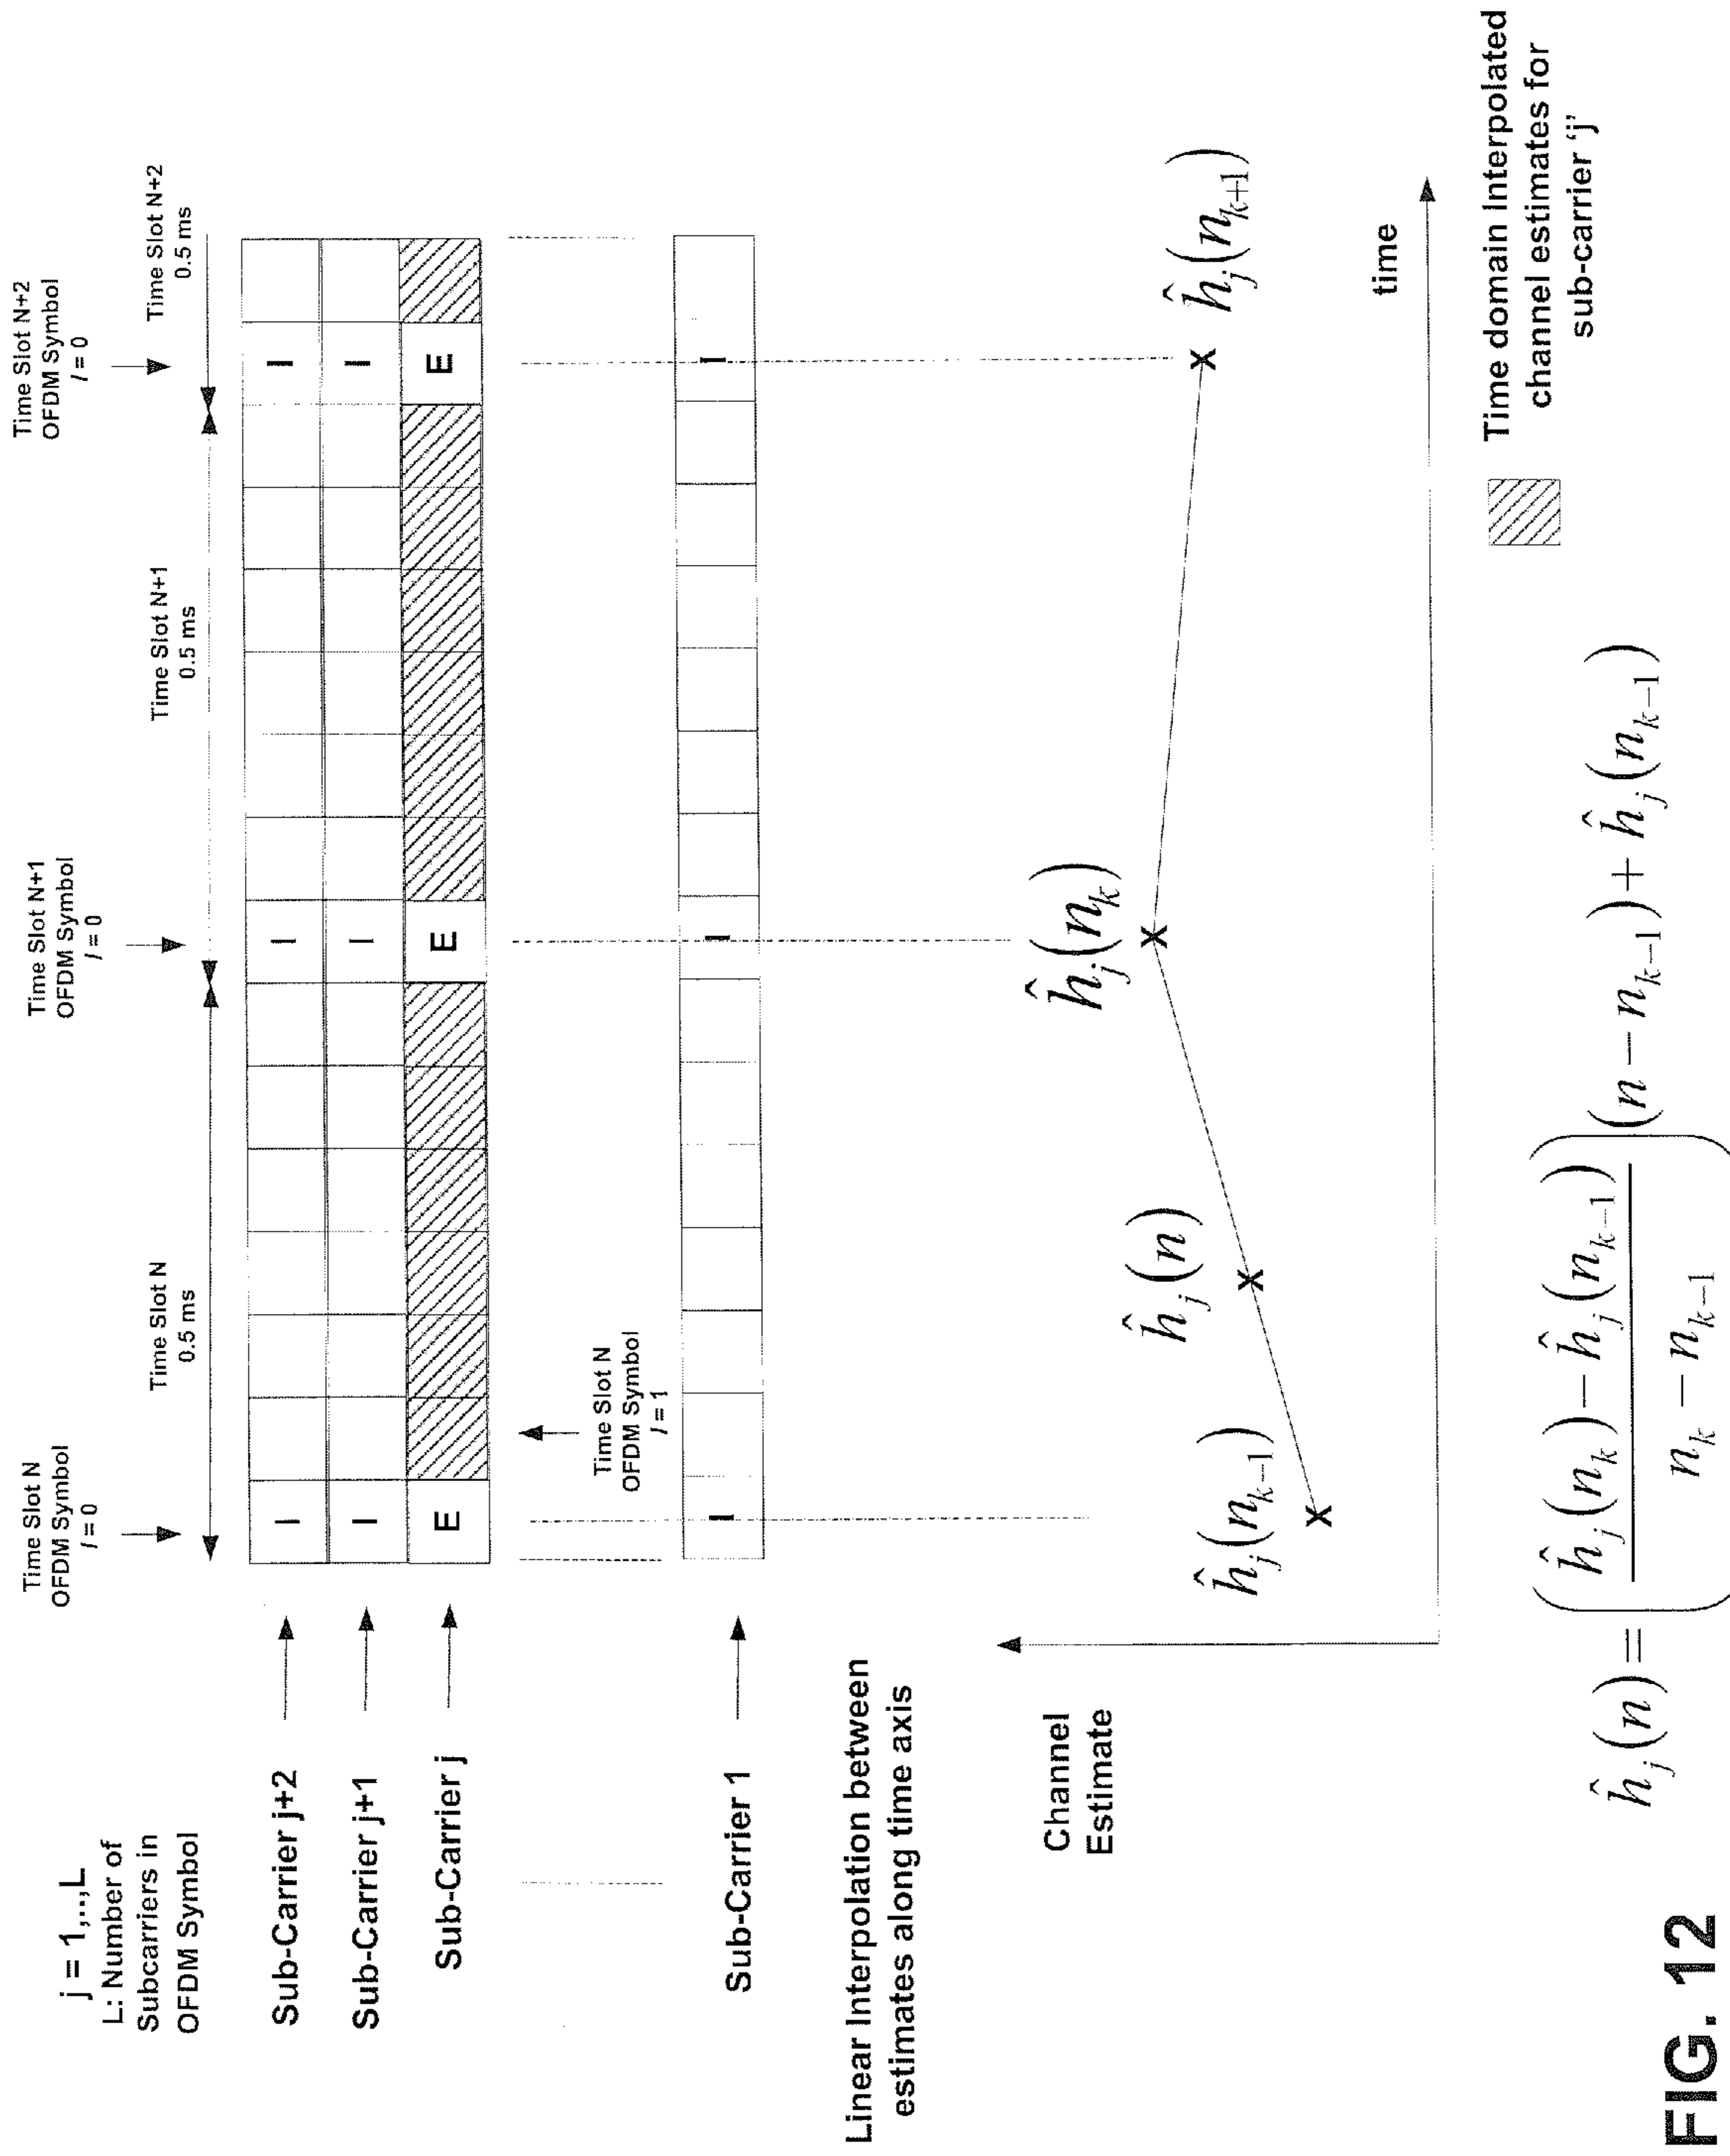 j = 1,...,L
L: Number of
Subcarriers in
OFDM Symbol
Time Slot N
OFDM Symbol
l = 0
Time Slot N+1
OFDM Symbol
l = 0
Time Slot N+2
OFDM Symbol
l = 0
Time Slot N
0.5 ms
Time Slot N+1
0.5 ms
Time Slot N+2
0.5 ms
Sub-Carrier j+2
I I I
Sub-Carrier j+1
I I I
Sub-Carrier j
E E E
Time Slot N
OFDM Symbol
l = 1
Sub-Carrier 1
I I I
Linear Interpolation between
estimates along time axis
Channel
Estimate
ĥ_j(n_{k-1})
ĥ_j(n)
ĥ_j(n_k)
ĥ_j(n_{k+1})
X X X X
time
Time domain Interpolated
channel estimates for
sub-carrier 'j'
ĥ_j(n) = ( (ĥ_j(n_k) − ĥ_j(n_{k-1})) / (n_k − n_{k-1}) ) (n − n_{k-1}) + ĥ_j(n_{k-1})
FIG. 12